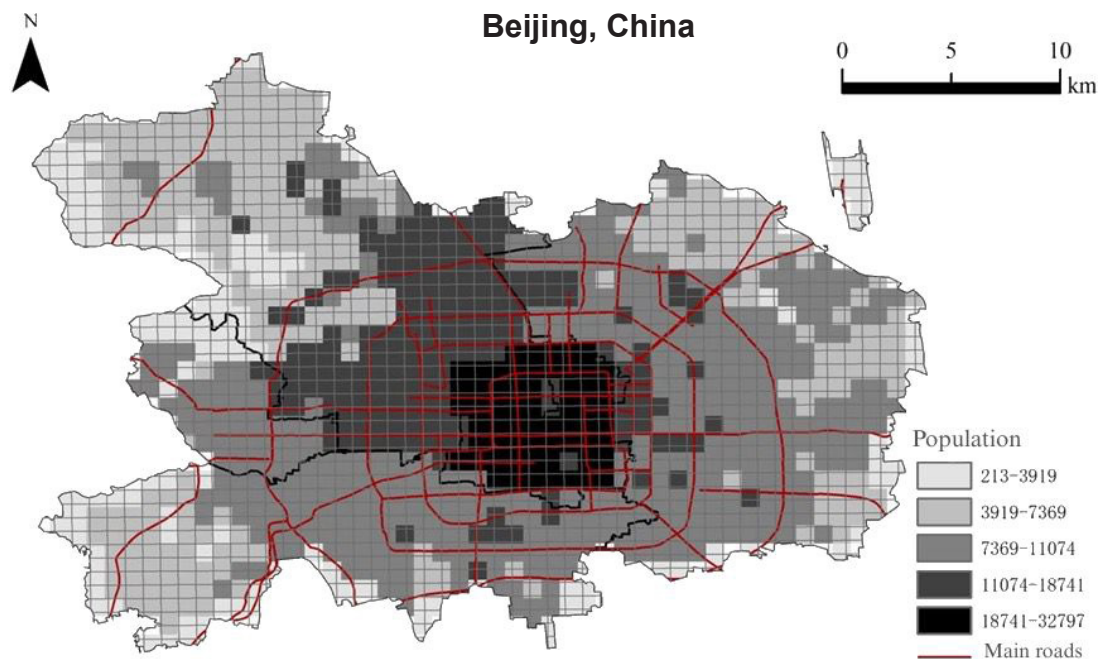 Beijing, China
N
0 5 10
km
Population
213-3919
3919-7369
7369-11074
11074-18741
18741-32797
Main roads